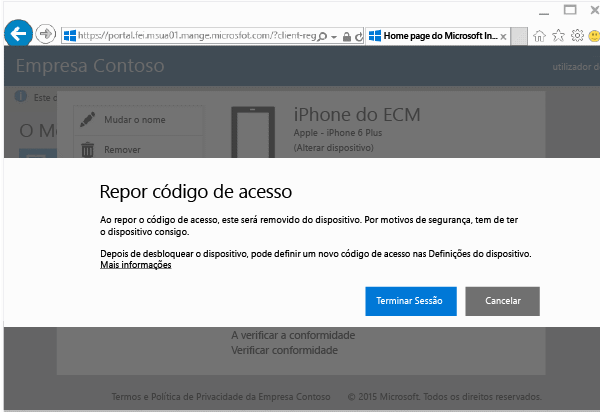 https://portal.fei.msua01.mange.microsfot.com/?client-reg
Home page do Microsoft In...
Empresa Contoso
utilizador de
Este d
iPhone do ECM
Mudar o nome
Apple - iPhone 6 Plus
O M
Remover
(Alterar dispositivo)
Repor código de acesso
Ao repor o código de acesso, este será removido do dispositivo. Por motivos de segurança, tem de ter
o dispositivo consigo.
Depois de desbloquear o dispositivo, pode definir um novo código de acesso nas Definições do dispositivo.
Mais informações
Terminar Sessão
Cancelar
A verificar a conformidade
Verificar conformidade
Termos e Política de Privacidade da Empresa Contoso
© 2015 Microsoft. Todos os direitos reservados.